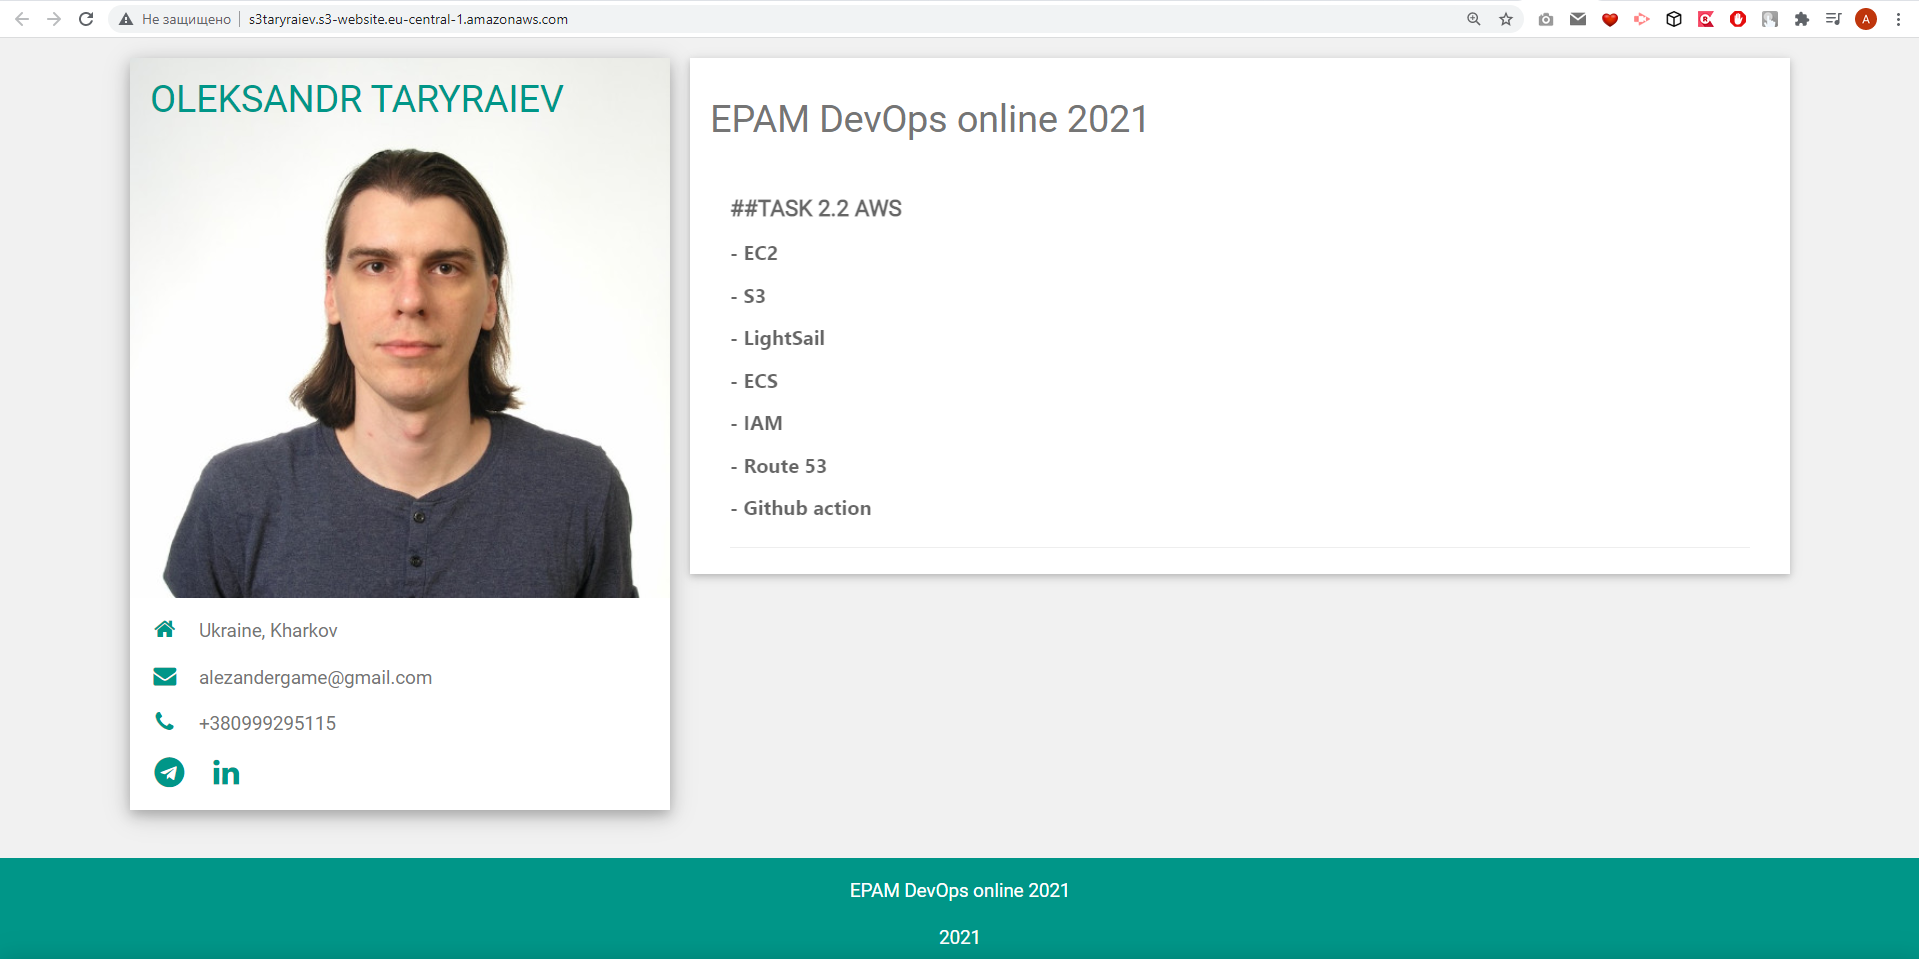 Не защищено
s3taryraiev.s3-website.eu-central-1.amazonaws.com
A
OLEKSANDR TARYRAIEV
Ukraine, Kharkov
alezandergame@gmail.com
+380999295115
in
EPAM DevOps online 2021
##TASK 2.2 AWS
- EC2
- S3
- LightSail
- ECS
- IAM
- Route 53
- Github action
EPAM DevOps online 2021
2021